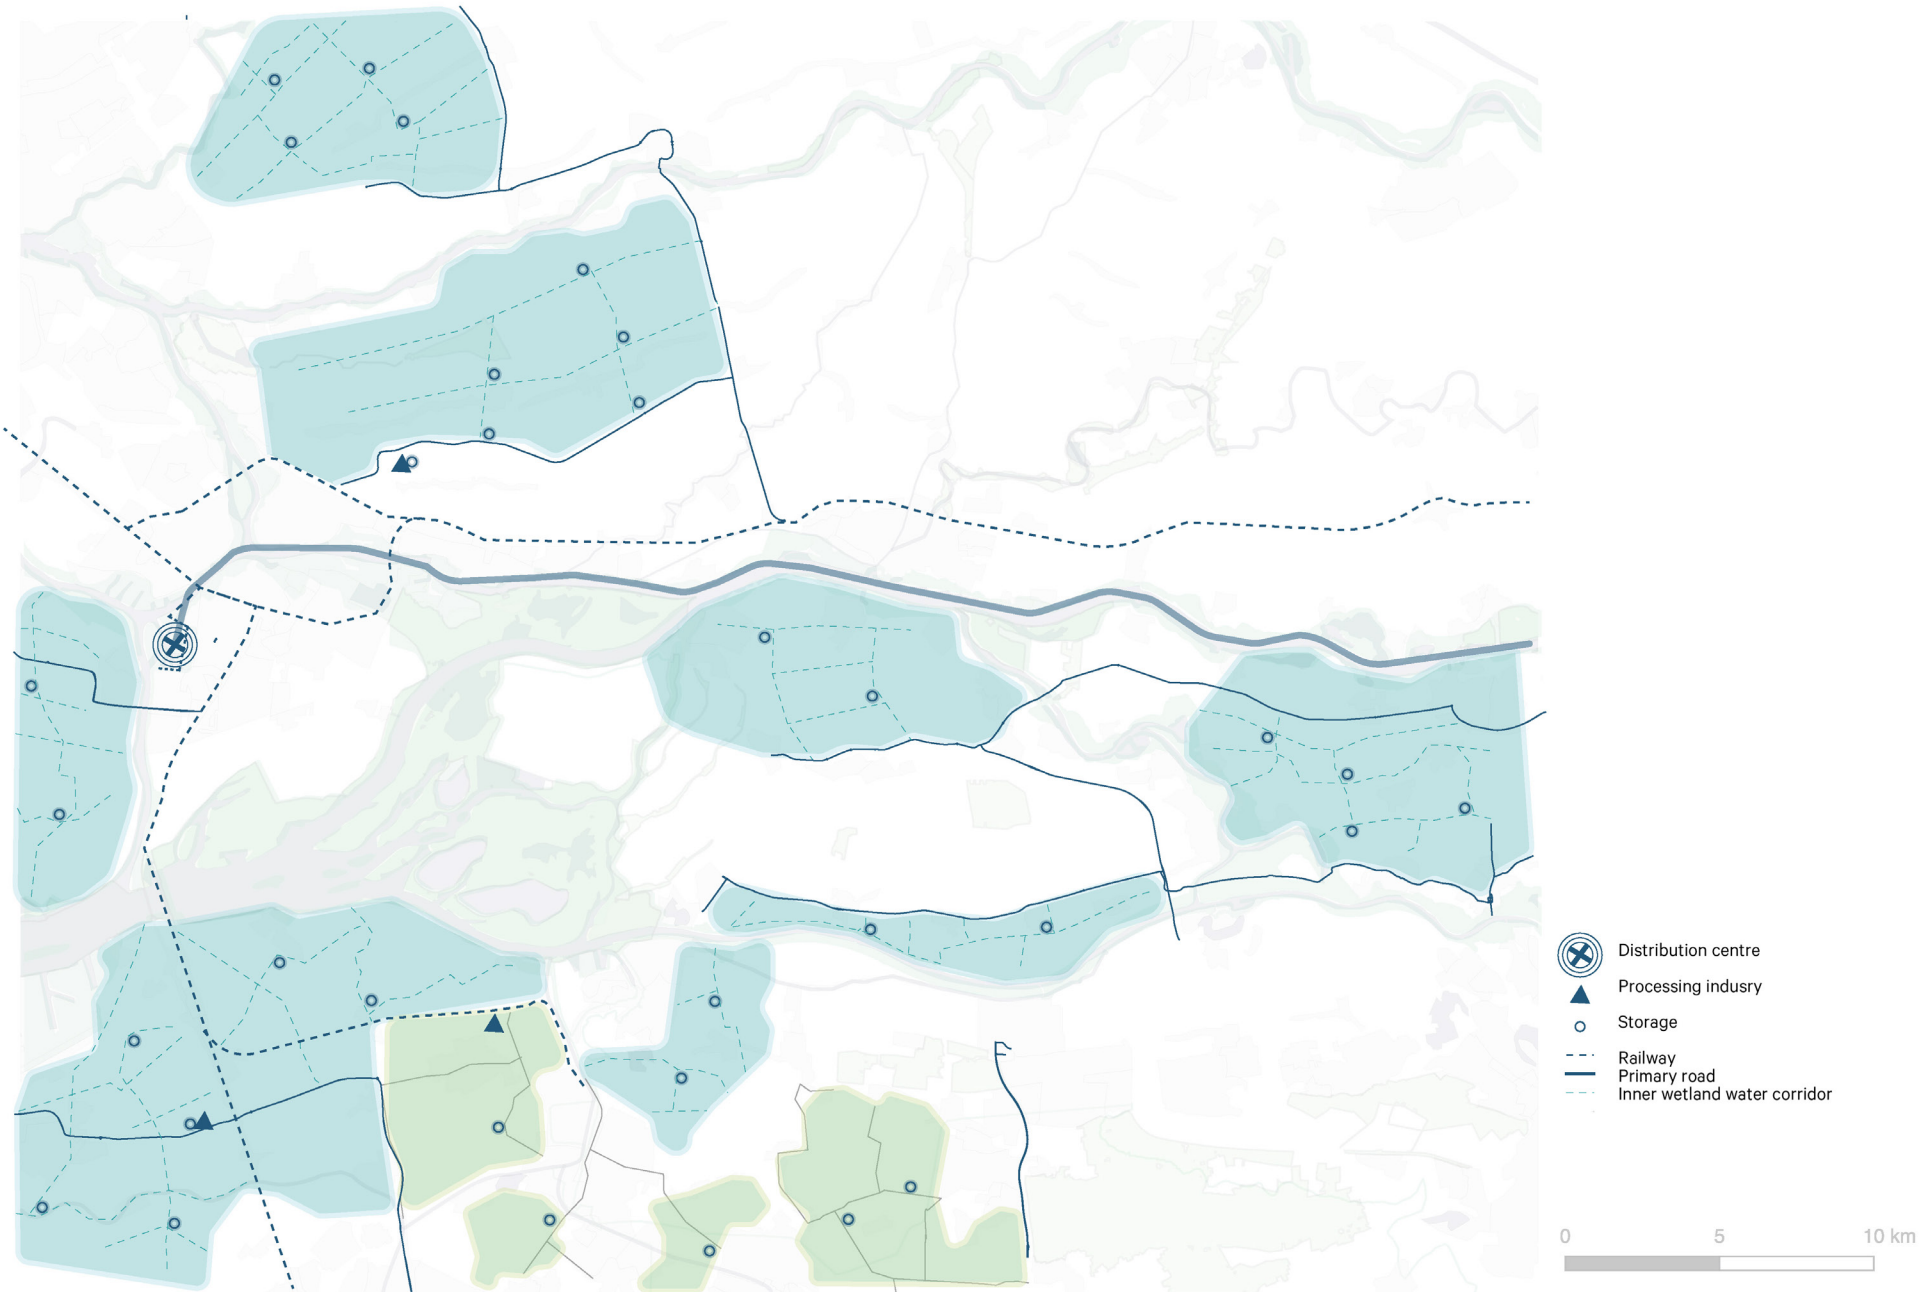 Distribution centre
Processing indusry
Storage
Railway
Primary road
Inner wetland water corridor
0 5 10 km